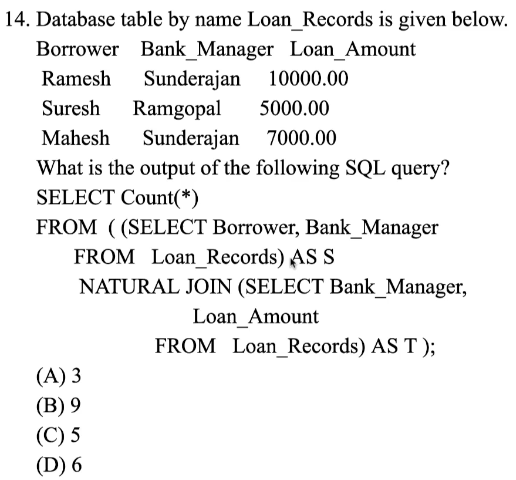 14. Database table by name Loan_Records is given below.
Borrower Bank_Manager Loan_Amount
Ramesh Sunderajan 10000.00
Suresh Ramgopal 5000.00
Mahesh Sunderajan 7000.00
What is the output of the following SQL query?
SELECT Count(*)
FROM ( (SELECT Borrower, Bank_Manager
FROM Loan_Records) AS S
NATURAL JOIN (SELECT Bank_Manager,
Loan_Amount
FROM Loan_Records) AS T );
(A) 3
(B) 9
(C) 5
(D) 6